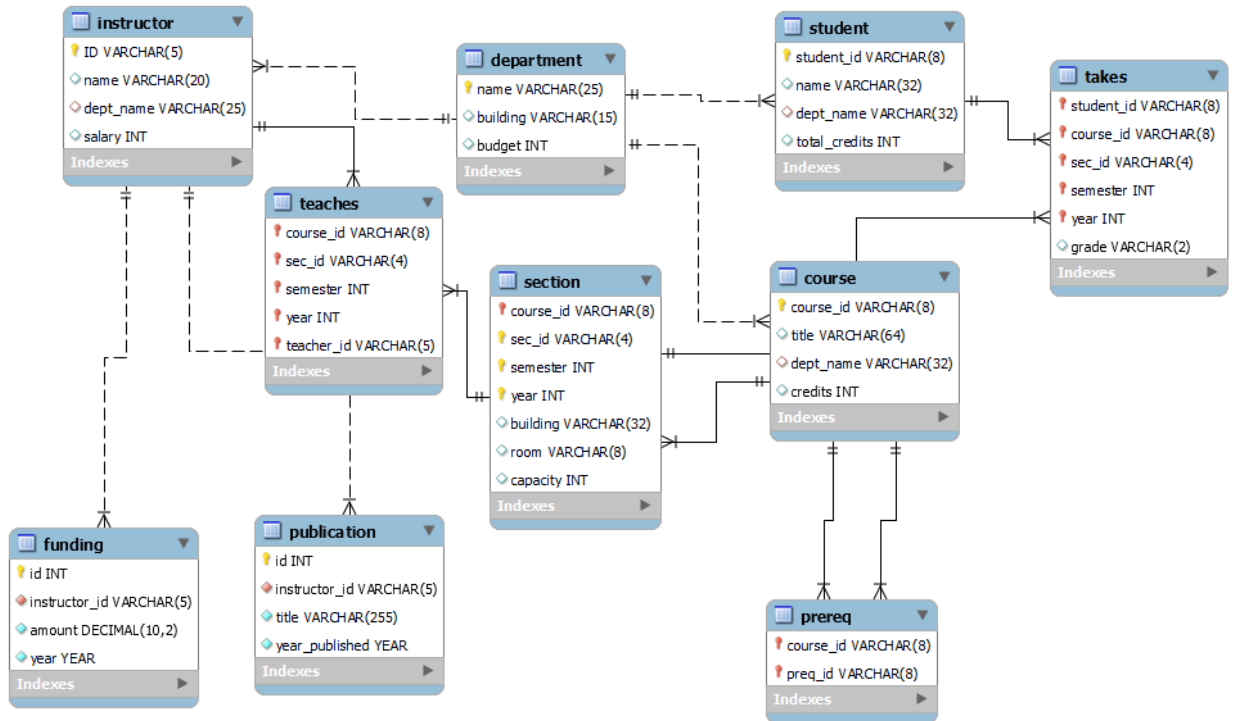 instructor
ID VARCHAR(5)
name VARCHAR(20)
dept_name VARCHAR(25)
salary INT
Indexes
department
name VARCHAR(25)
building VARCHAR(15)
budget INT
Indexes
student
student_id VARCHAR(8)
name VARCHAR(32)
dept_name VARCHAR(32)
total_credits INT
Indexes
takes
student_id VARCHAR(8)
course_id VARCHAR(8)
sec_id VARCHAR(4)
semester INT
year INT
grade VARCHAR(2)
Indexes
teaches
course_id VARCHAR(8)
sec_id VARCHAR(4)
semester INT
year INT
teacher_id VARCHAR(5)
Indexes
section
course_id VARCHAR(8)
sec_id VARCHAR(4)
semester INT
year INT
building VARCHAR(32)
room VARCHAR(8)
capacity INT
Indexes
course
course_id VARCHAR(8)
title VARCHAR(64)
dept_name VARCHAR(32)
credits INT
Indexes
funding
id INT
instructor_id VARCHAR(5)
amount DECIMAL(10,2)
year YEAR
Indexes
publication
id INT
instructor_id VARCHAR(5)
title VARCHAR(255)
year_published YEAR
Indexes
prereq
course_id VARCHAR(8)
preq_id VARCHAR(8)
Indexes